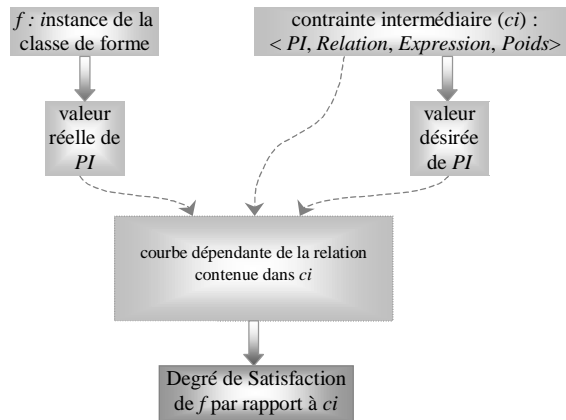 f : instance de la
classe de forme
contrainte intermédiaire (ci) :
< PI, Relation, Expression, Poids>
valeur
réelle de
PI
valeur
désirée
de PI
courbe dépendante de la relation
contenue dans ci
Degré de Satisfaction
de f par rapport à ci